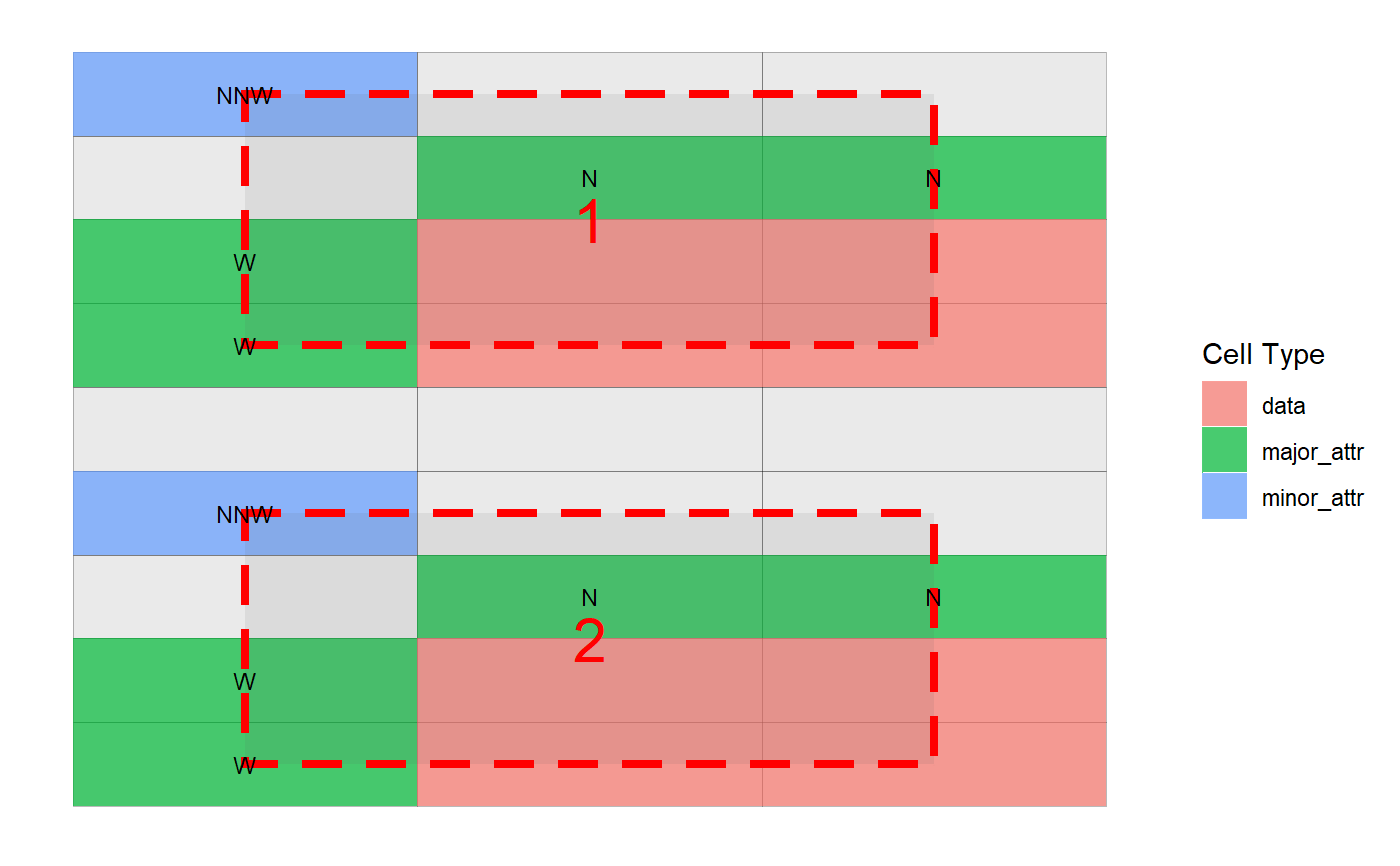 NNW
N N
1
W
W
Cell Type
data
major_attr
minor_attr
NNW
N N
2
W
W